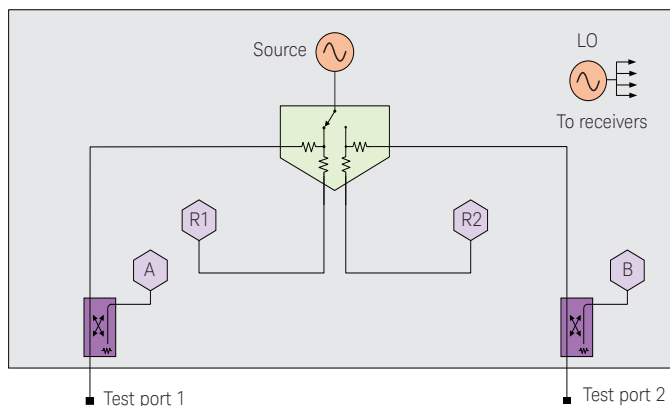 Source
LO
To receivers
R1
R2
A
B
Test port 1
Test port 2